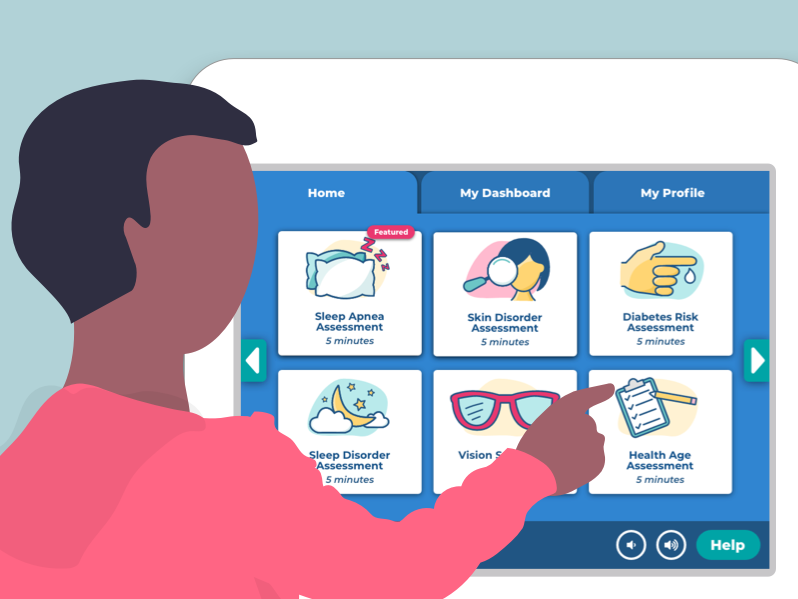 Home
My Dashboard
My Profile
Featured
Z
Z
Z
Sleep Apnea
Assessment
5 minutes
Skin Disorder
Assessment
5 minutes
Diabetes Risk
Assessment
5 minutes
Sleep Disorder
Assessment
5 minutes
Vision
Health Age
Assessment
5 minutes
Help